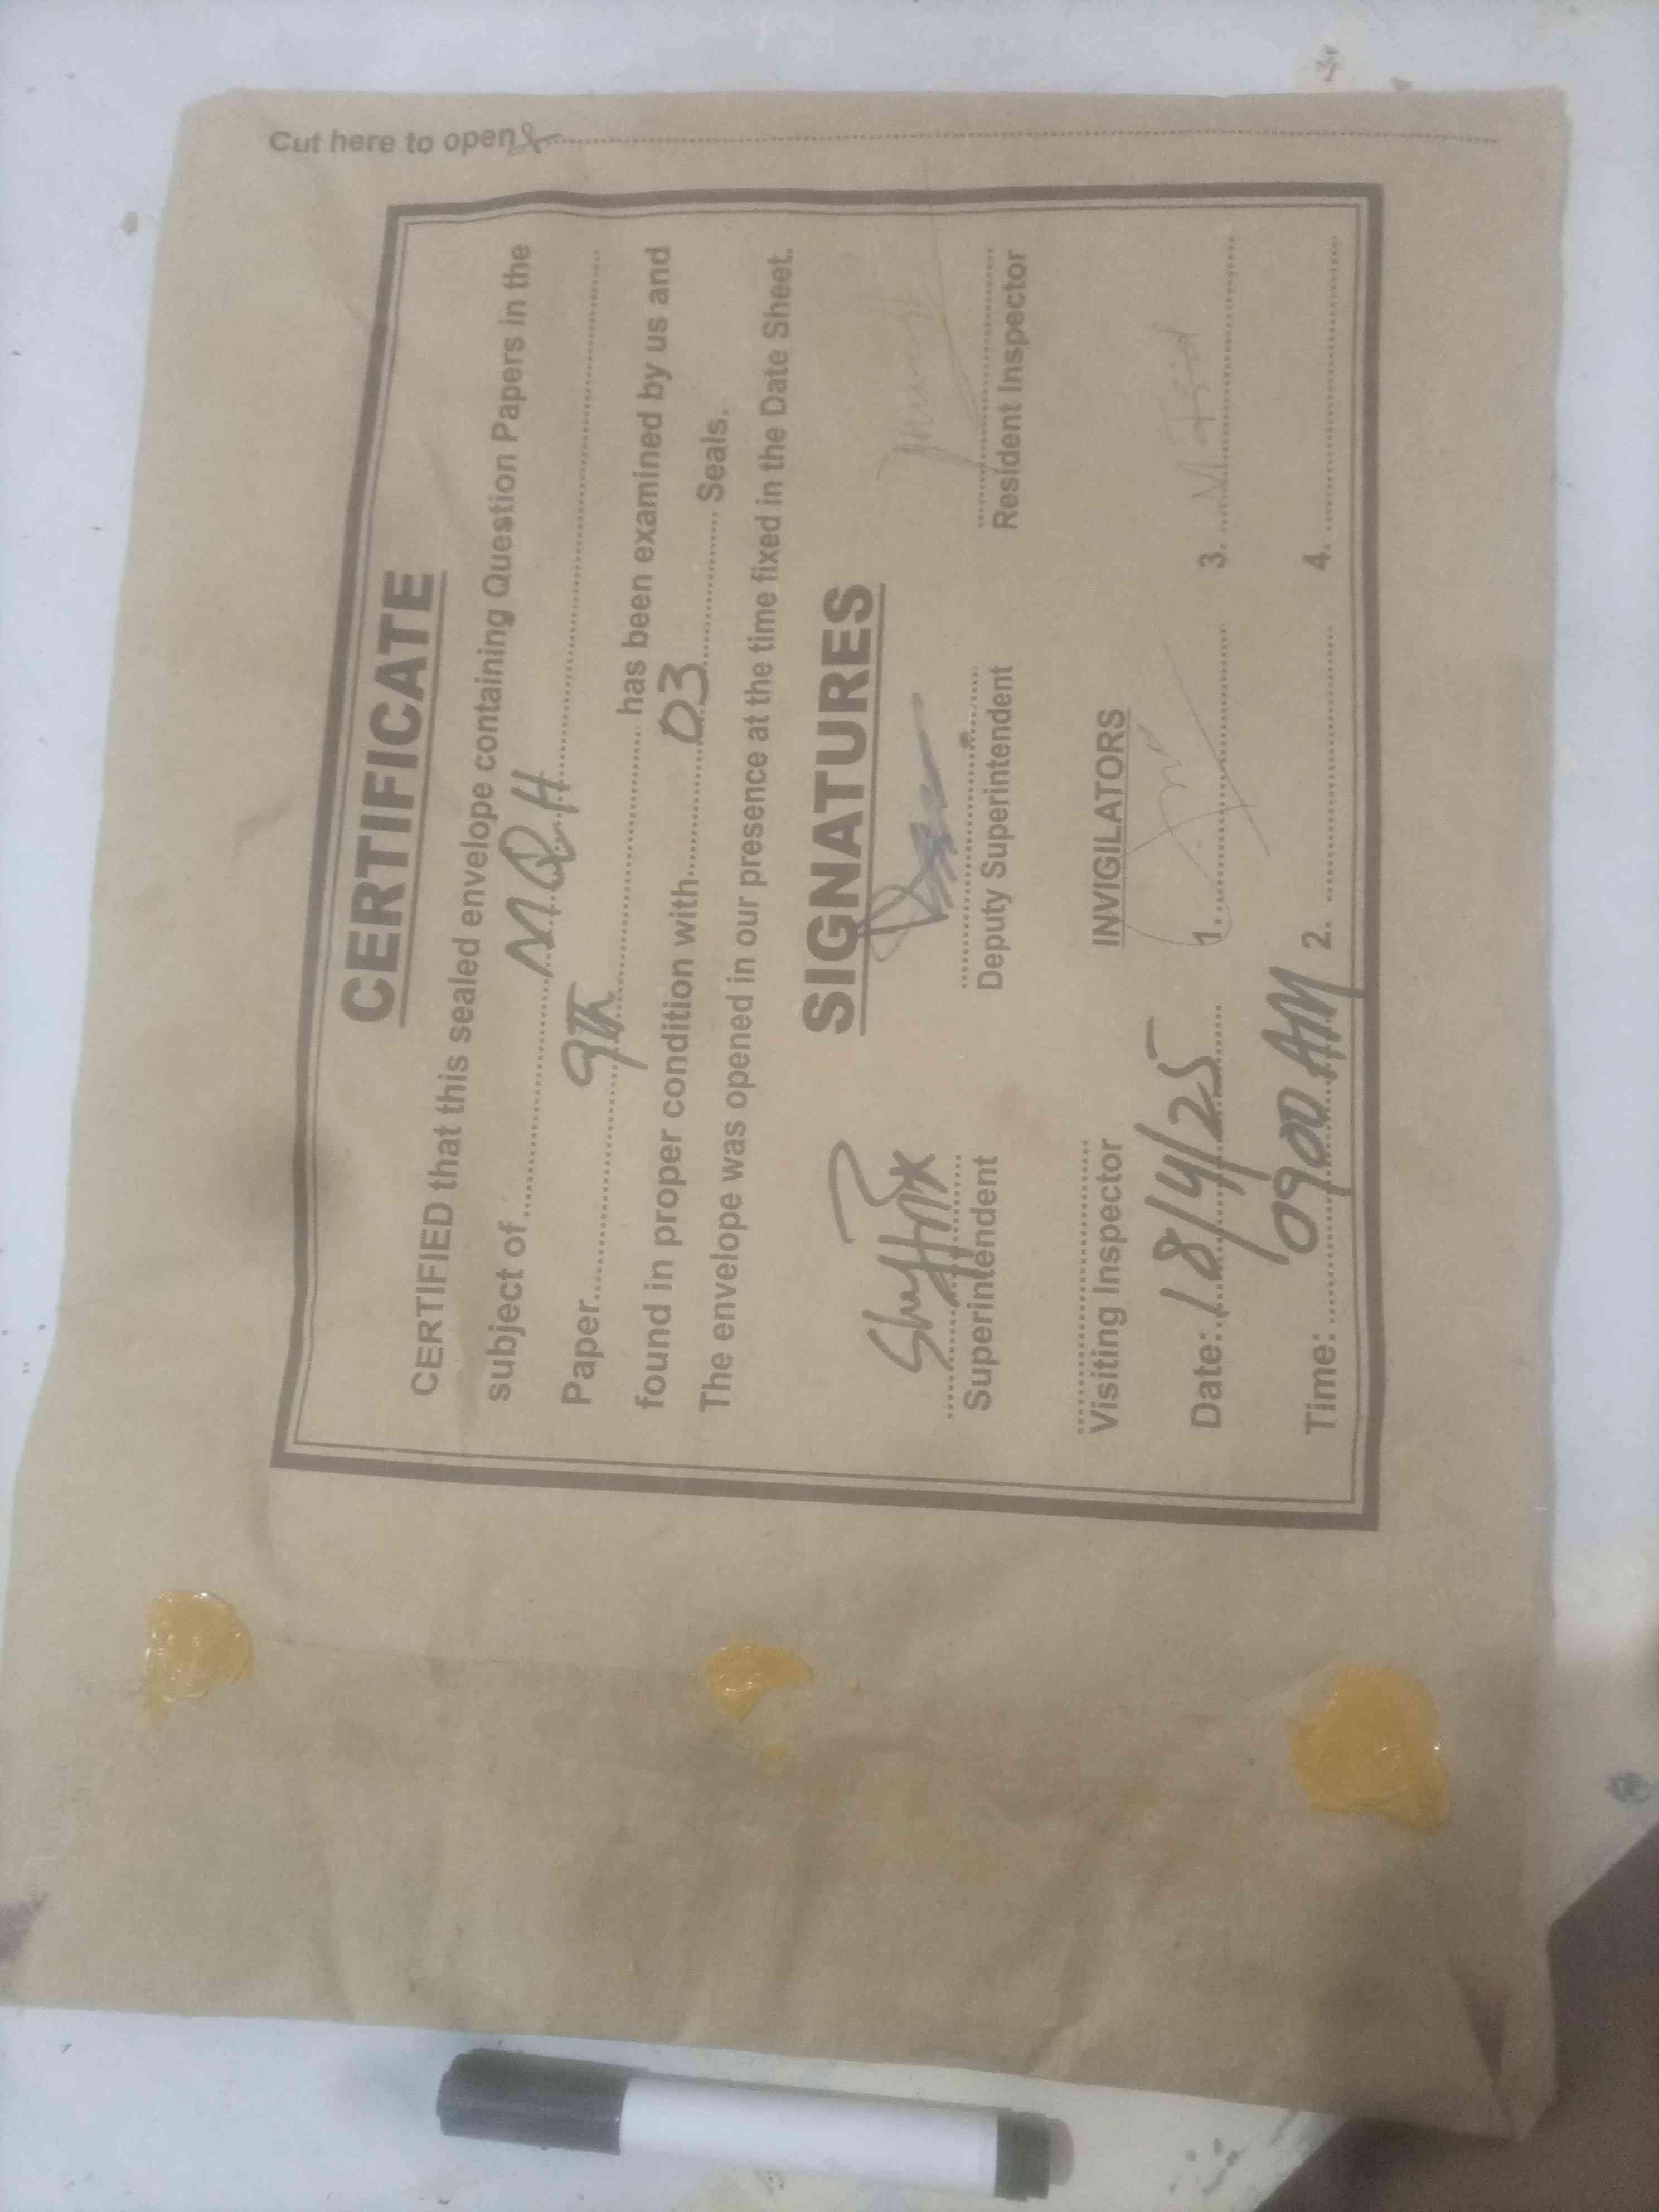 Cut here to open
CERTIFICATE
CERTIFIED that this sealed envelope containing Question Papers in the
subject of M.Q.H
Paper 9th has been examined by us and
found in proper condition with 03 Seals.
The envelope was opened in our presence at the time fixed in the Date Sheet.
SIGNATURES
Superintendent Deputy Superintendent Resident Inspector
INVIGILATORS
Visiting Inspector
Date: 18/4/25 1. 3.
Time: 0900 AM 2. 4.